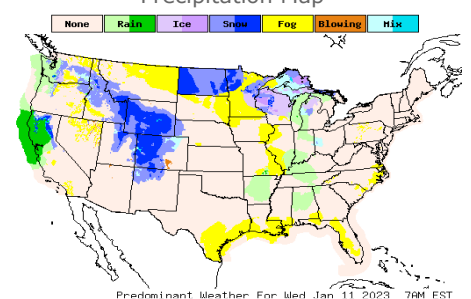 Precipitation Map
None Rain Ice Snow Fog Blowing Mix
Predominant Weather For Wed Jan 11 2023 7AM EST